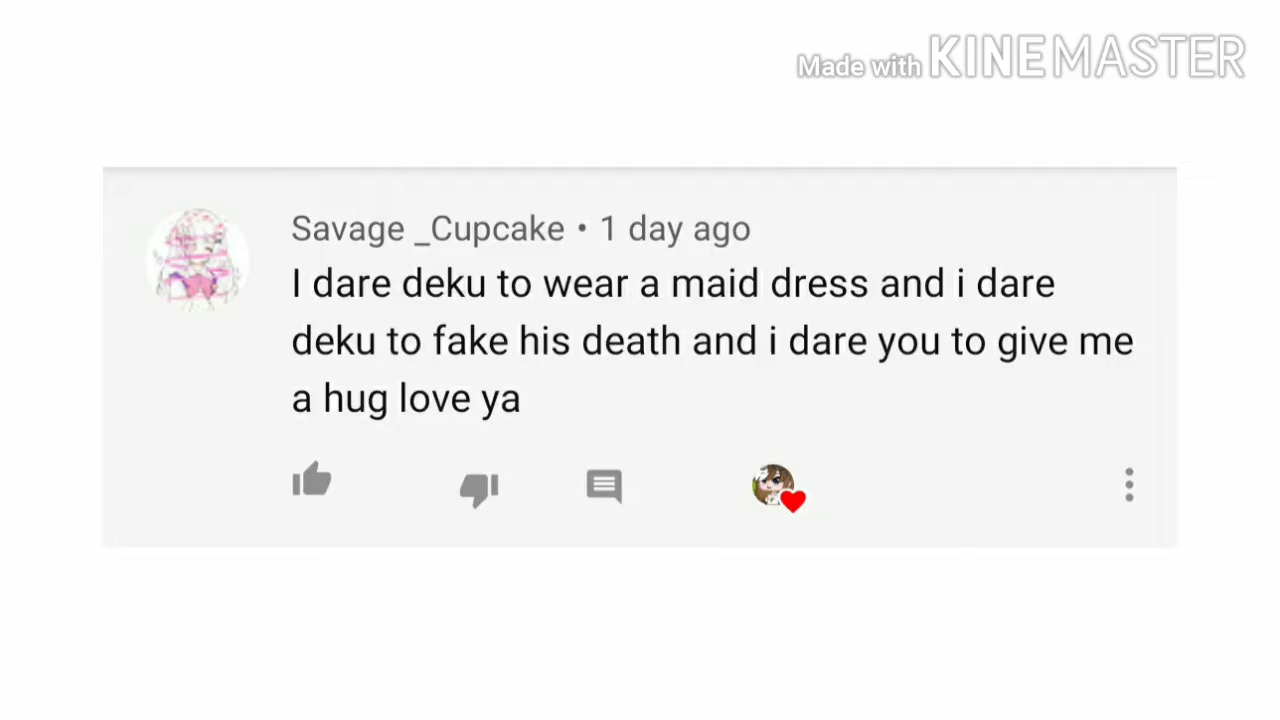 Made with KINEMASTER
Savage _Cupcake • 1 day ago
I dare deku to wear a maid dress and i dare
deku to fake his death and i dare you to give me
a hug love ya